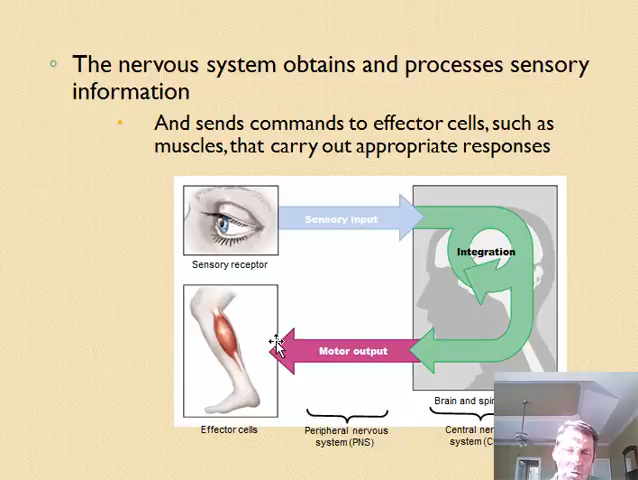 The nervous system obtains and processes sensory
information
And sends commands to effector cells, such as
muscles, that carry out appropriate responses
Sensory input
Integration
Sensory receptor
Motor output
Brain and
Effector cells
Peripheral nervous
system (PNS)
Central
system